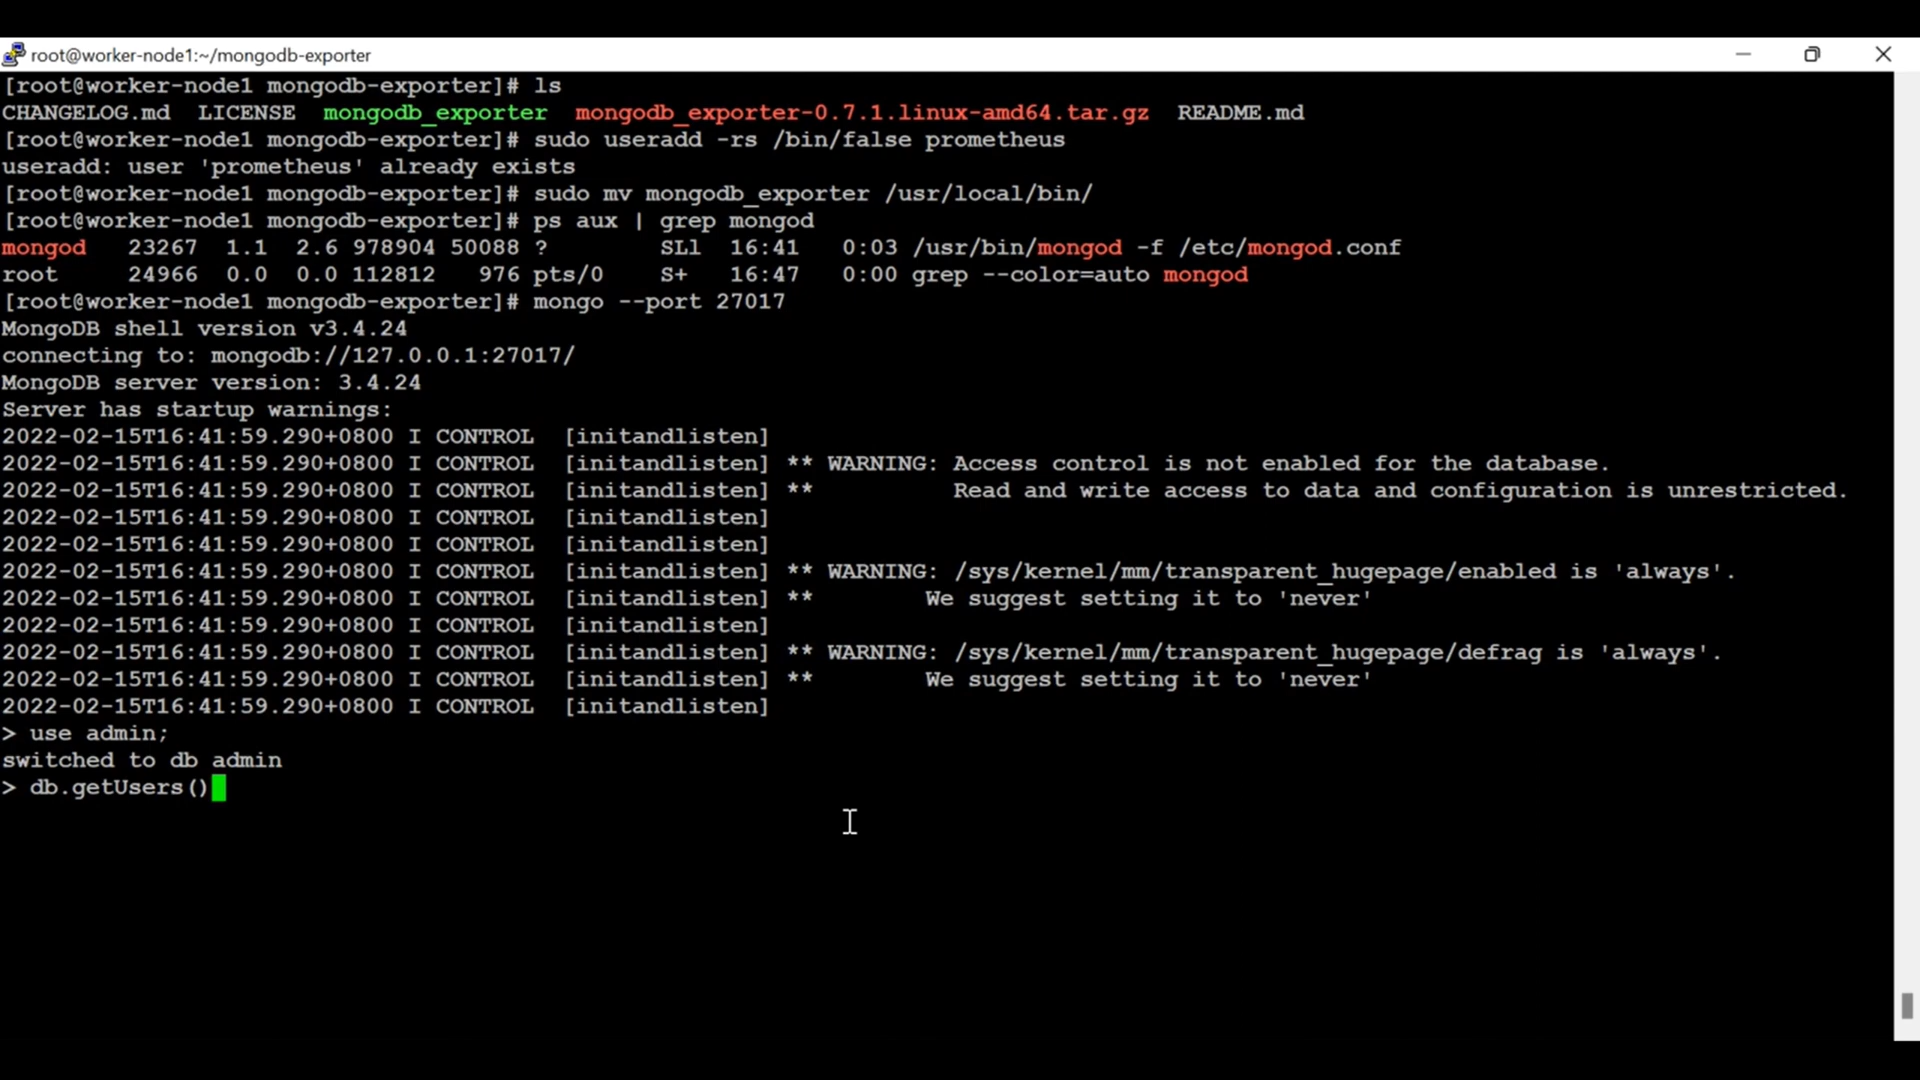 root@worker-node1:~/mongodb-exporter
[root@worker-node1 mongodb-exporter]# ls
CHANGELOG.md  LICENSE  mongodb_exporter  mongodb_exporter-0.7.1.linux-amd64.tar.gz  README.md
[root@worker-node1 mongodb-exporter]# sudo useradd -rs /bin/false prometheus
useradd: user 'prometheus' already exists
[root@worker-node1 mongodb-exporter]# sudo mv mongodb_exporter /usr/local/bin/
[root@worker-node1 mongodb-exporter]# ps aux | grep mongod
mongod   23267  1.1  2.6 978904 50088 ?        SLl  16:41   0:03 /usr/bin/mongod -f /etc/mongod.conf
root     24966  0.0  0.0 112812   976 pts/0    S+   16:47   0:00 grep --color=auto mongod
[root@worker-node1 mongodb-exporter]# mongo --port 27017
MongoDB shell version v3.4.24
connecting to: mongodb://127.0.0.1:27017/
MongoDB server version: 3.4.24
Server has startup warnings:
2022-02-15T16:41:59.290+0800 I CONTROL  [initandlisten]
2022-02-15T16:41:59.290+0800 I CONTROL  [initandlisten] ** WARNING: Access control is not enabled for the database.
2022-02-15T16:41:59.290+0800 I CONTROL  [initandlisten] **          Read and write access to data and configuration is unrestricted.
2022-02-15T16:41:59.290+0800 I CONTROL  [initandlisten]
2022-02-15T16:41:59.290+0800 I CONTROL  [initandlisten]
2022-02-15T16:41:59.290+0800 I CONTROL  [initandlisten] ** WARNING: /sys/kernel/mm/transparent_hugepage/enabled is 'always'.
2022-02-15T16:41:59.290+0800 I CONTROL  [initandlisten] **        We suggest setting it to 'never'
2022-02-15T16:41:59.290+0800 I CONTROL  [initandlisten]
2022-02-15T16:41:59.290+0800 I CONTROL  [initandlisten] ** WARNING: /sys/kernel/mm/transparent_hugepage/defrag is 'always'.
2022-02-15T16:41:59.290+0800 I CONTROL  [initandlisten] **        We suggest setting it to 'never'
2022-02-15T16:41:59.290+0800 I CONTROL  [initandlisten]
> use admin;
switched to db admin
> db.getUsers()